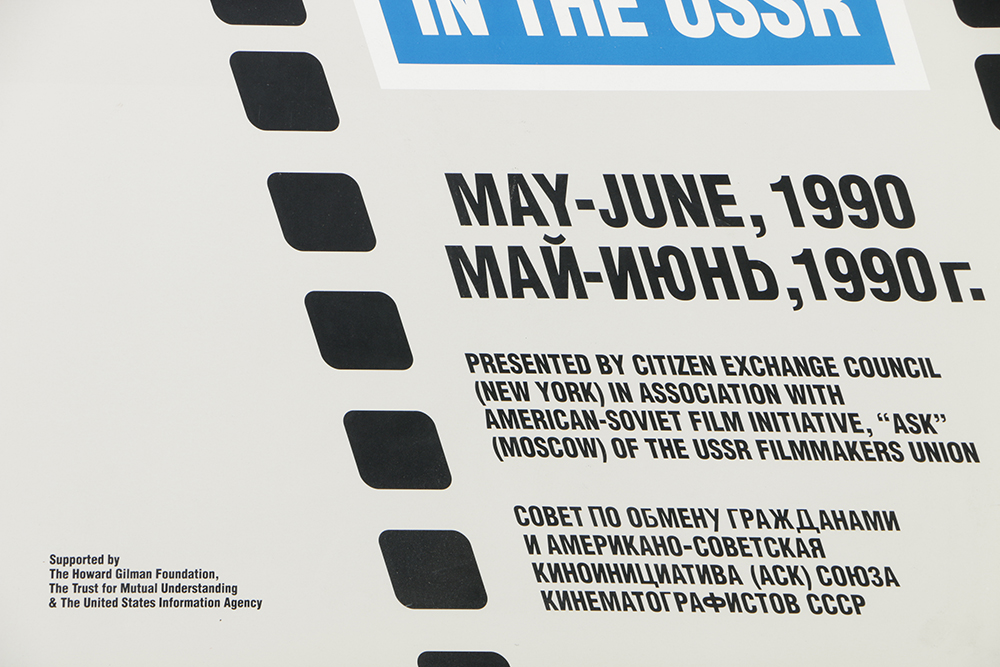 IN THE USSR
MAY-JUNE, 1990
МАЙ-ИЮНЬ,1990 г.
PRESENTED BY CITIZEN EXCHANGE COUNCIL
(NEW YORK) IN ASSOCIATION WITH
AMERICAN-SOVIET FILM INITIATIVE, “ASK”
(MOSCOW) OF THE USSR FILMMAKERS UNION
СОВЕТ ПО ОБМЕНУ ГРАЖДАНАМИ
И АМЕРИКАНО-СОВЕТСКАЯ
КИНОИНИЦИАТИВА (АСК) СОЮЗА
КИНЕМАТОГРАФИСТОВ СССР
Supported by
The Howard Gilman Foundation,
The Trust for Mutual Understanding
& The United States Information Agency